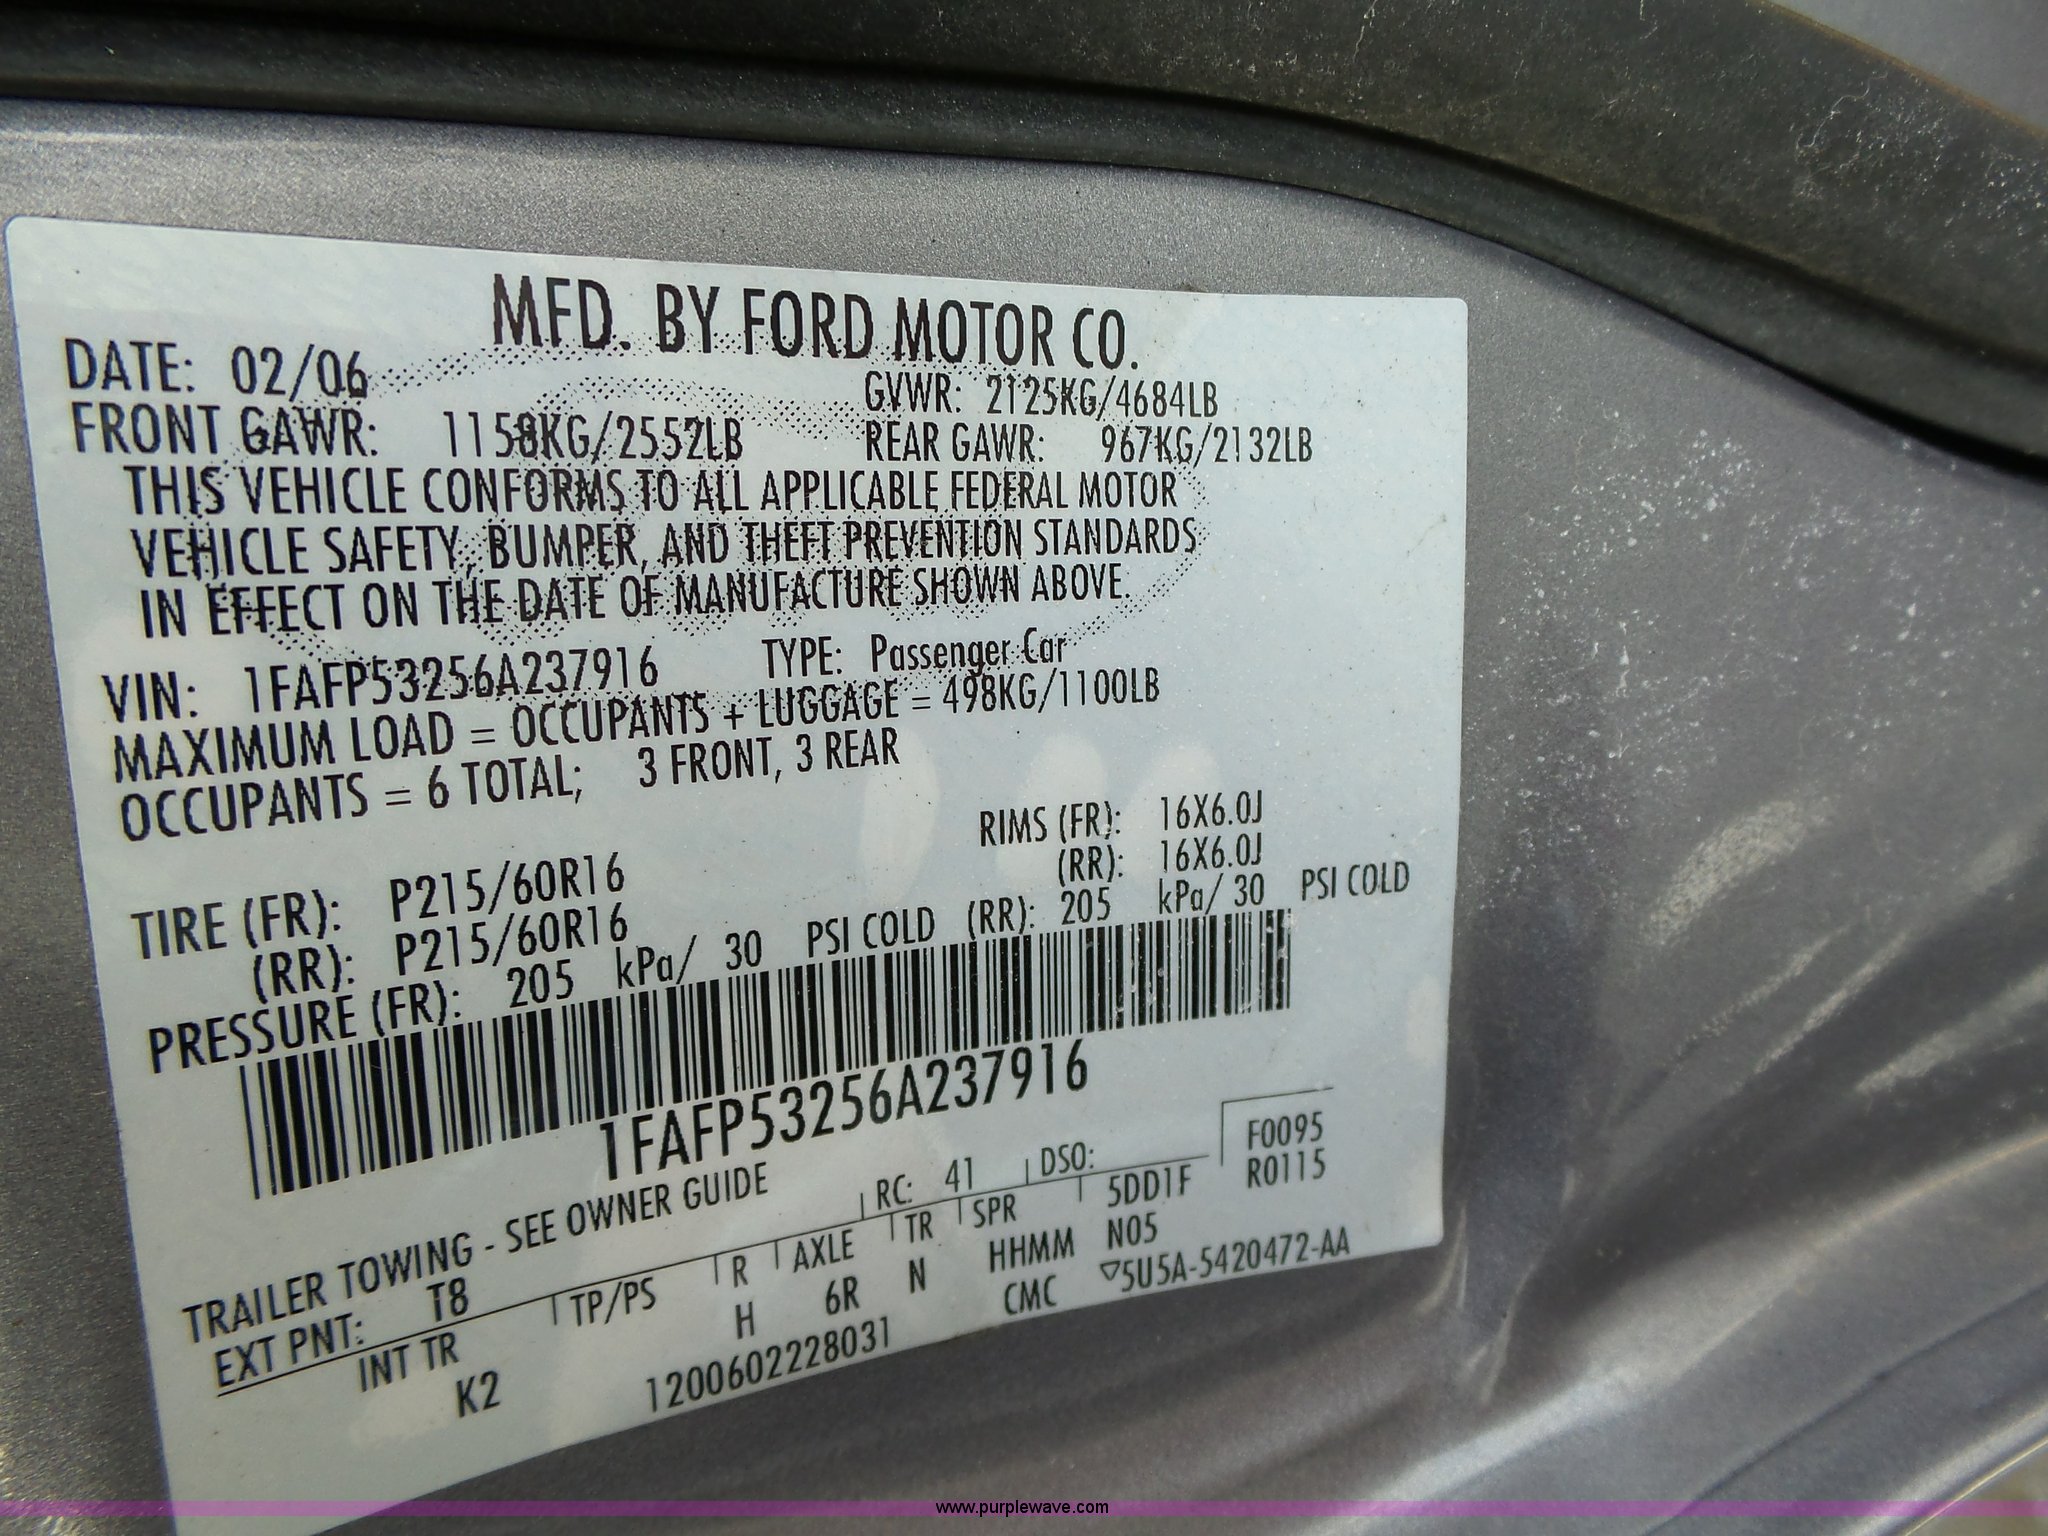 MFD. BY FORD MOTOR CO.
DATE: 02/06 GVWR: 2125KG/4684LB
FRONT GAWR: 1158KG/2552LB REAR GAWR: 967KG/2132LB
THIS VEHICLE CONFORMS TO ALL APPLICABLE FEDERAL MOTOR
VEHICLE SAFETY, BUMPER, AND THEFT PREVENTION STANDARDS
IN EFFECT ON THE DATE OF MANUFACTURE SHOWN ABOVE.
VIN: 1FAFP53256A237916 TYPE: Passenger Car
MAXIMUM LOAD = OCCUPANTS + LUGGAGE = 498KG/1100LB
OCCUPANTS = 6 TOTAL; 3 FRONT, 3 REAR
TIRE (FR): P215/60R16 RIMS (FR): 16X6.0J
(RR): P215/60R16 (RR): 16X6.0J
PRESSURE (FR): 205 kPa/ 30 PSI COLD (RR): 205 kPa/ 30 PSI COLD
1FAFP53256A237916
TRAILER TOWING - SEE OWNER GUIDE
F0095
R0115
EXT PNT: T8 RC: 41 DSO:
INT TR TP/PS R AXLE TR SPR 5DD1F
K2 H 6R N HHMM N05
1200602228031 CMC ▽5U5A-5420472-AA
www.purplewave.com